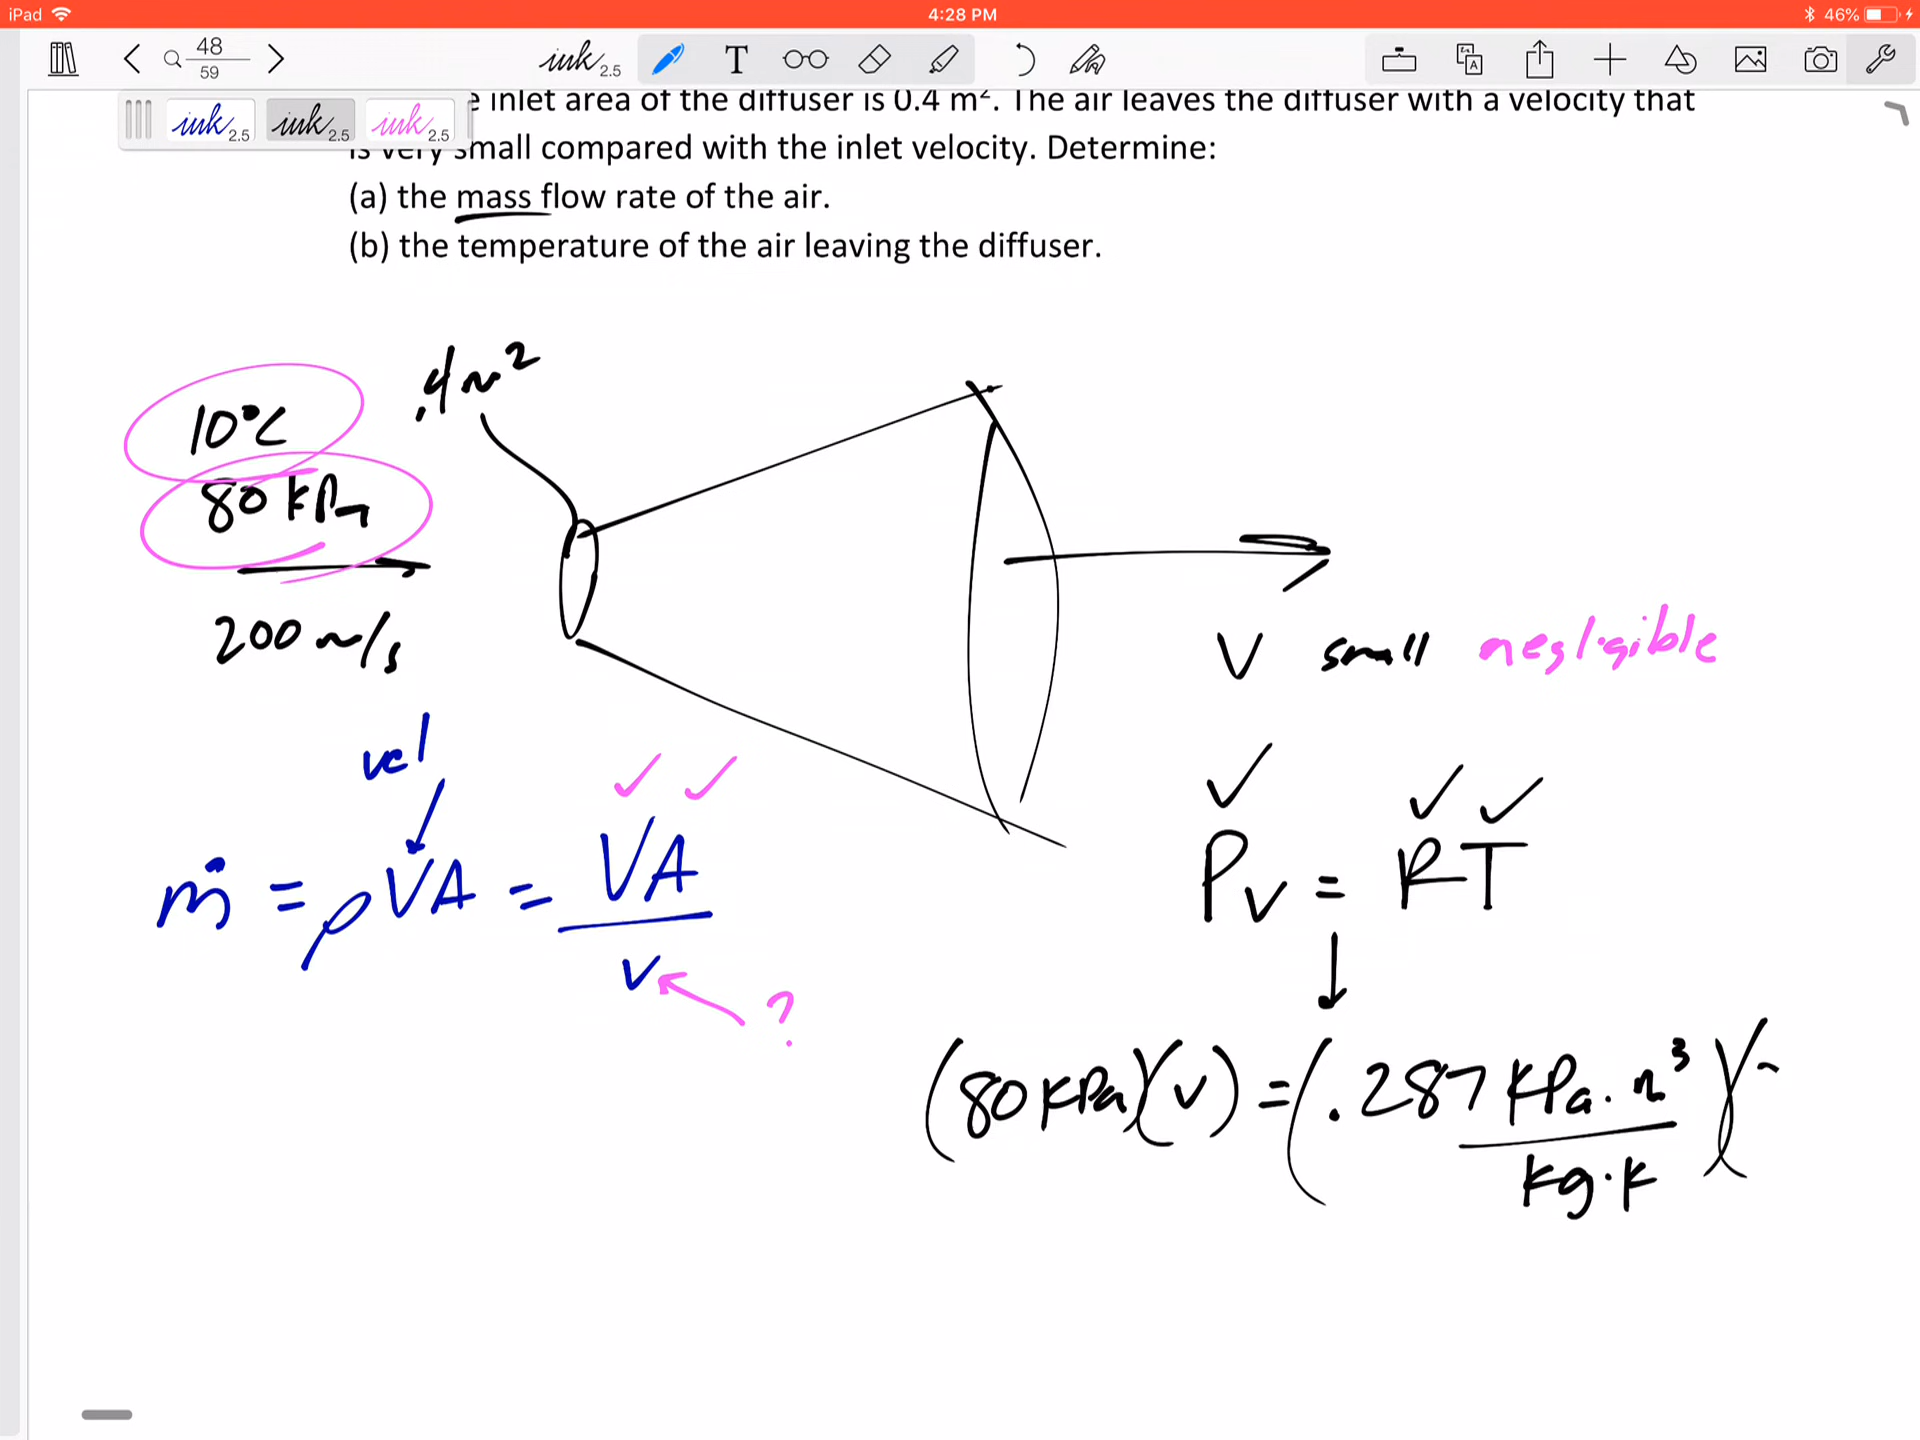 iPad 4:28 PM 46%
48
59
ink 2.5 T
ink 2.5 ink 2.5 ink 2.5
e inlet area of the diffuser is 0.4 m². The air leaves the diffuser with a velocity that
is very small compared with the inlet velocity. Determine:
(a) the mass flow rate of the air.
(b) the temperature of the air leaving the diffuser.
.4m²
10°C
80 kPa
200 m/s
V small negligible
vel
ṁ = ρVA = VA
v
?
Pv = RT
(80 kPa)(v) = (.287 kPa·m³)(
kg·K